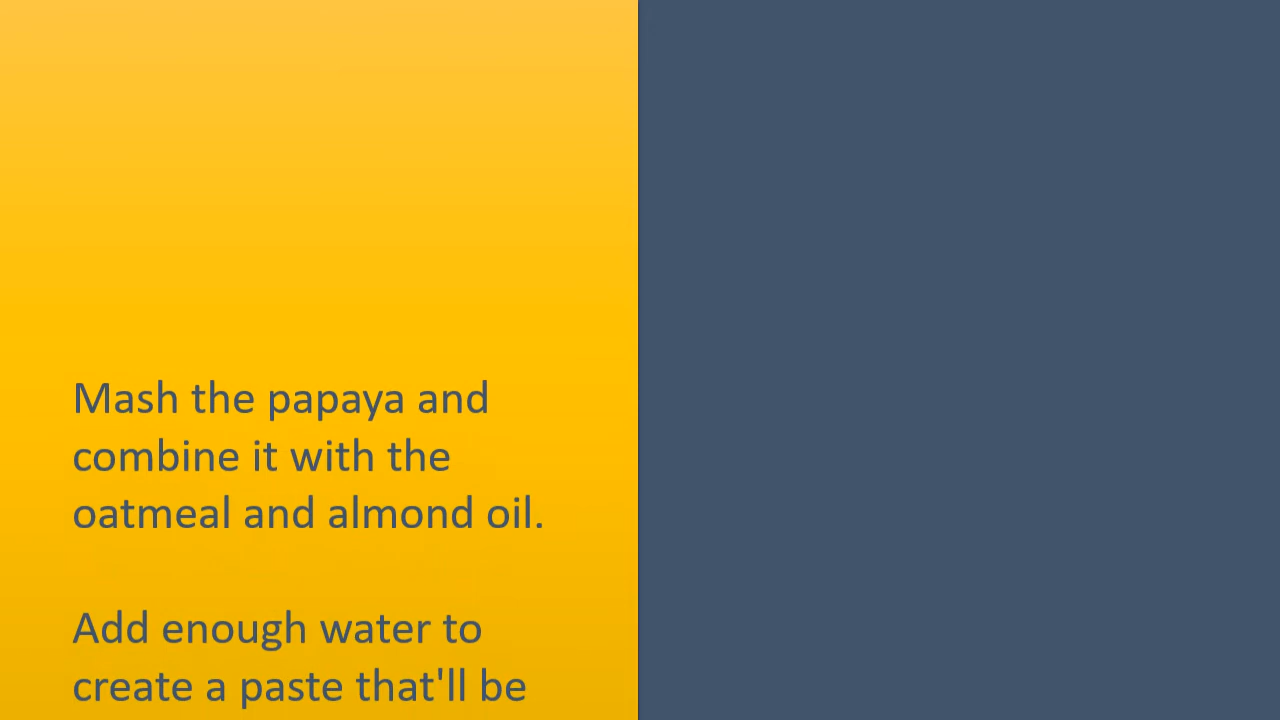 Mash the papaya and
combine it with the
oatmeal and almond oil.
Add enough water to
create a paste that'll be